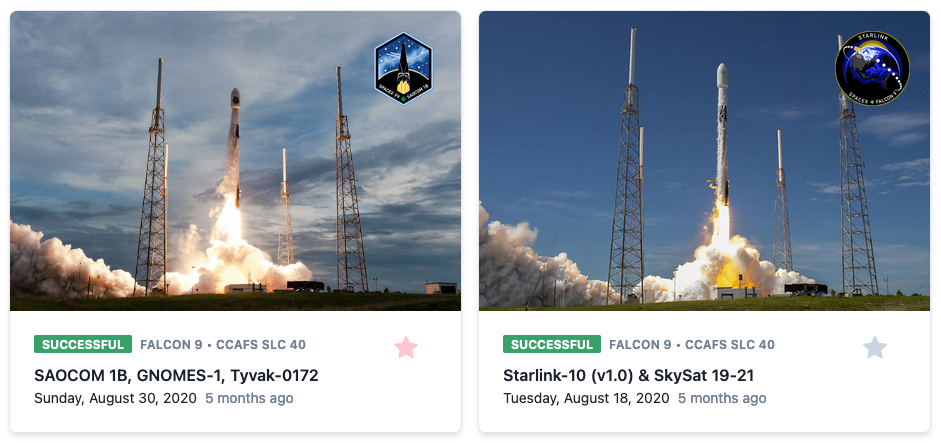 SPACEX F9 SAOCOM 1B
SUCCESSFUL FALCON 9 • CCAFS SLC 40
SAOCOM 1B, GNOMES-1, Tyvak-0172
Sunday, August 30, 2020 5 months ago
STARLINK
SPACEX FALCON 9
SUCCESSFUL FALCON 9 • CCAFS SLC 40
Starlink-10 (v1.0) & SkySat 19-21
Tuesday, August 18, 2020 5 months ago